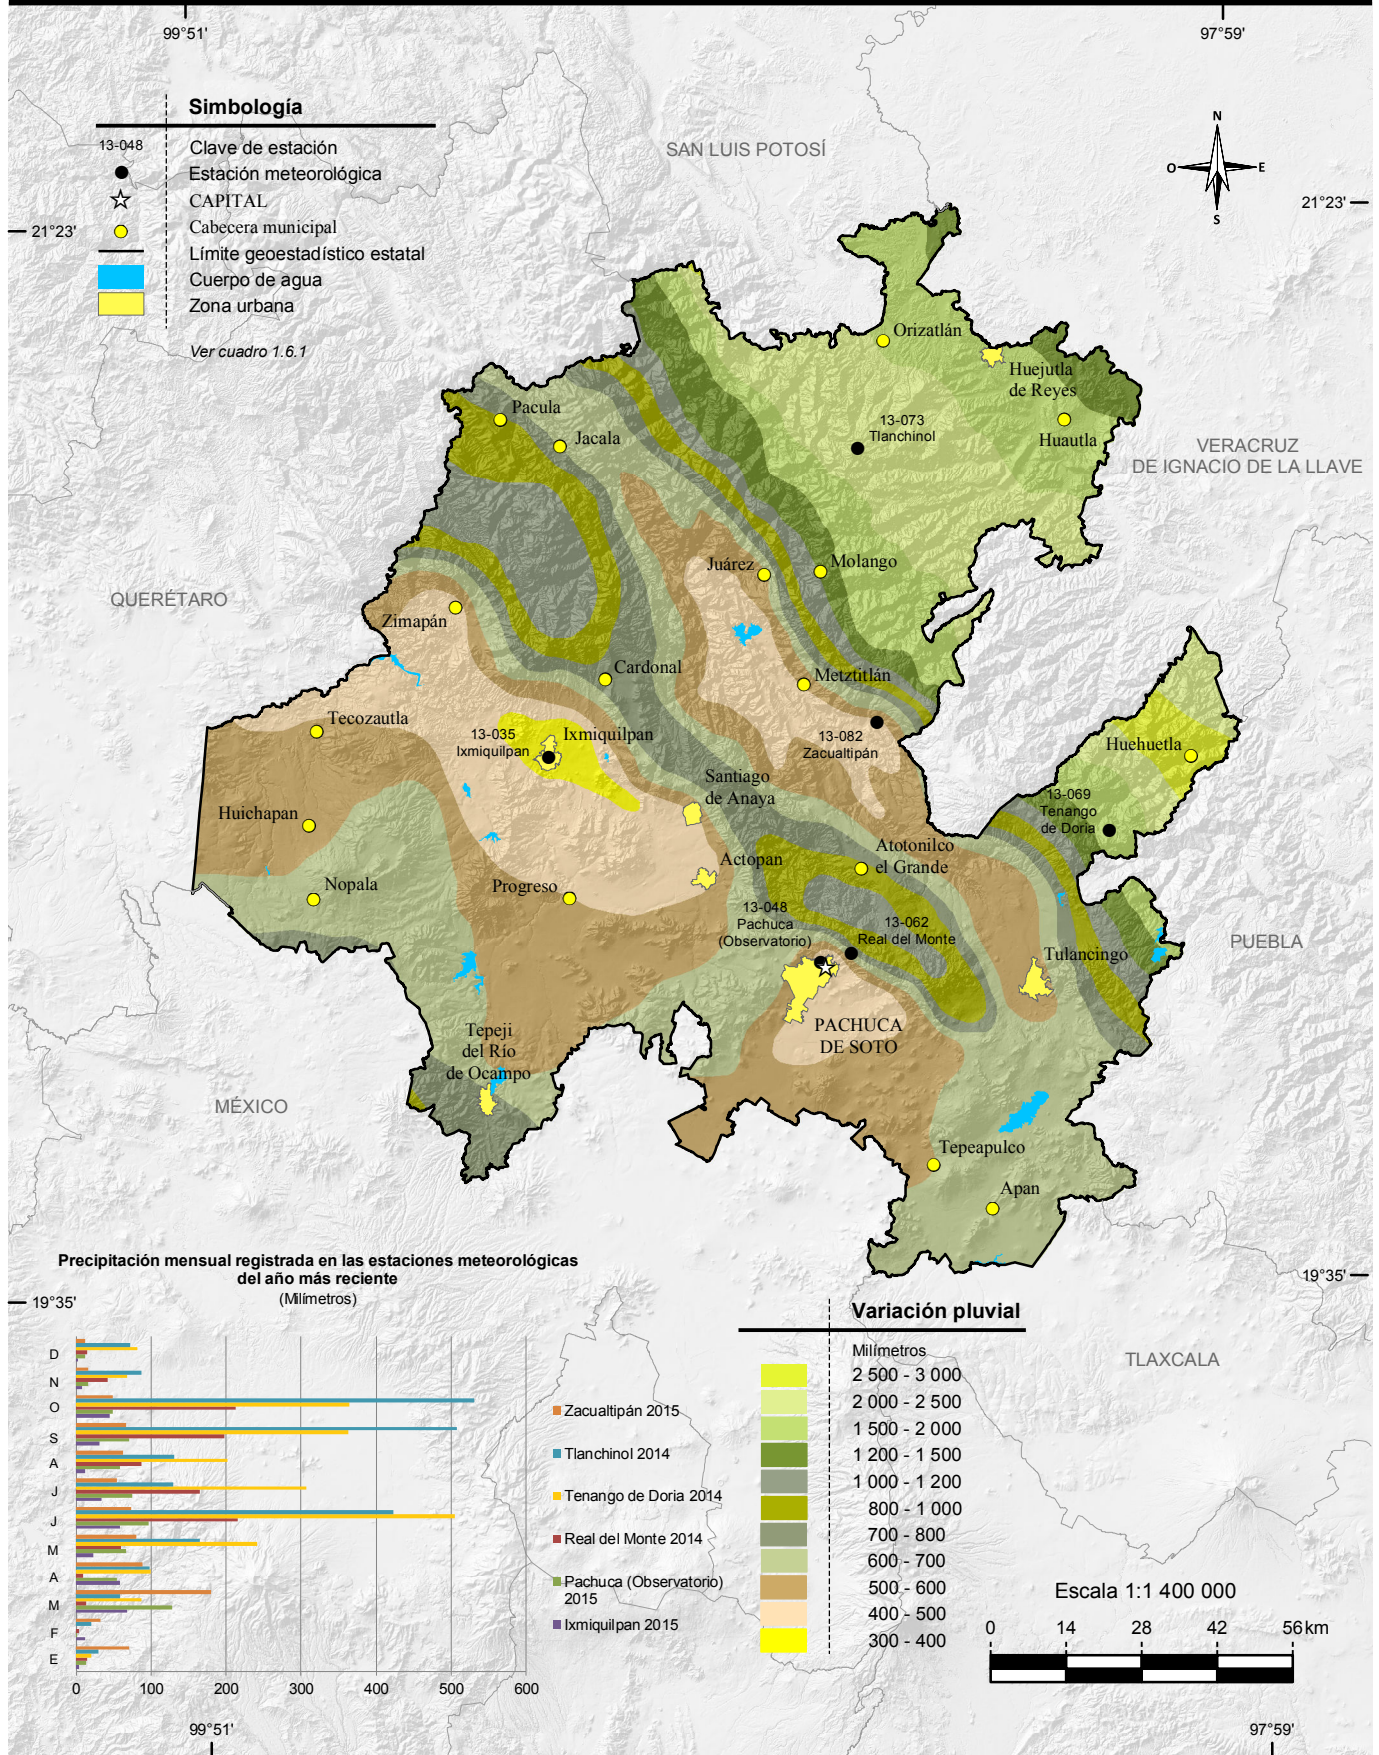 99°51'
97°59'
Simbología
13-048
Clave de estación
Estación meteorológica
CAPITAL
Cabecera municipal
Límite geoestadístico estatal
Cuerpo de agua
Zona urbana
Ver cuadro 1.6.1
21°23'
21°23'
N
O
E
S
SAN LUIS POTOSÍ
Orizatlán
Huejutla
de Reyes
Pacula
Jacala
13-073
Tlanchinol
Huautla
VERACRUZ
DE IGNACIO DE LA LLAVE
Juárez
Molango
QUERÉTARO
Zimapán
Cardonal
Metztitlán
Tecozautla
13-035
Ixmiquilpan
Ixmiquilpan
13-082
Zacualtipán
Huehuetla
Santiago
de Anaya
13-069
Tenango
de Doria
Huichapan
Actopan
Atotonilco
el Grande
Nopala
Progreso
13-048
Pachuca
(Observatorio)
13-062
Real del Monte
Tulancingo
PUEBLA
PACHUCA
DE SOTO
Tepeji
del Río
de Ocampo
MÉXICO
Tepeapulco
Apan
Precipitación mensual registrada en las estaciones meteorológicas
del año más reciente
(Milímetros)
19°35'
19°35'
D
N
O
S
A
J
J
M
A
M
F
E
0 100 200 300 400 500 600
Zacualtipán 2015
Tlanchinol 2014
Tenango de Doria 2014
Real del Monte 2014
Pachuca (Observatorio)
2015
Ixmiquilpan 2015
Variación pluvial
Milímetros
2 500 - 3 000
2 000 - 2 500
1 500 - 2 000
1 200 - 1 500
1 000 - 1 200
800 - 1 000
700 - 800
600 - 700
500 - 600
400 - 500
300 - 400
TLAXCALA
Escala 1:1 400 000
0 14 28 42 56 km
99°51'
97°59'